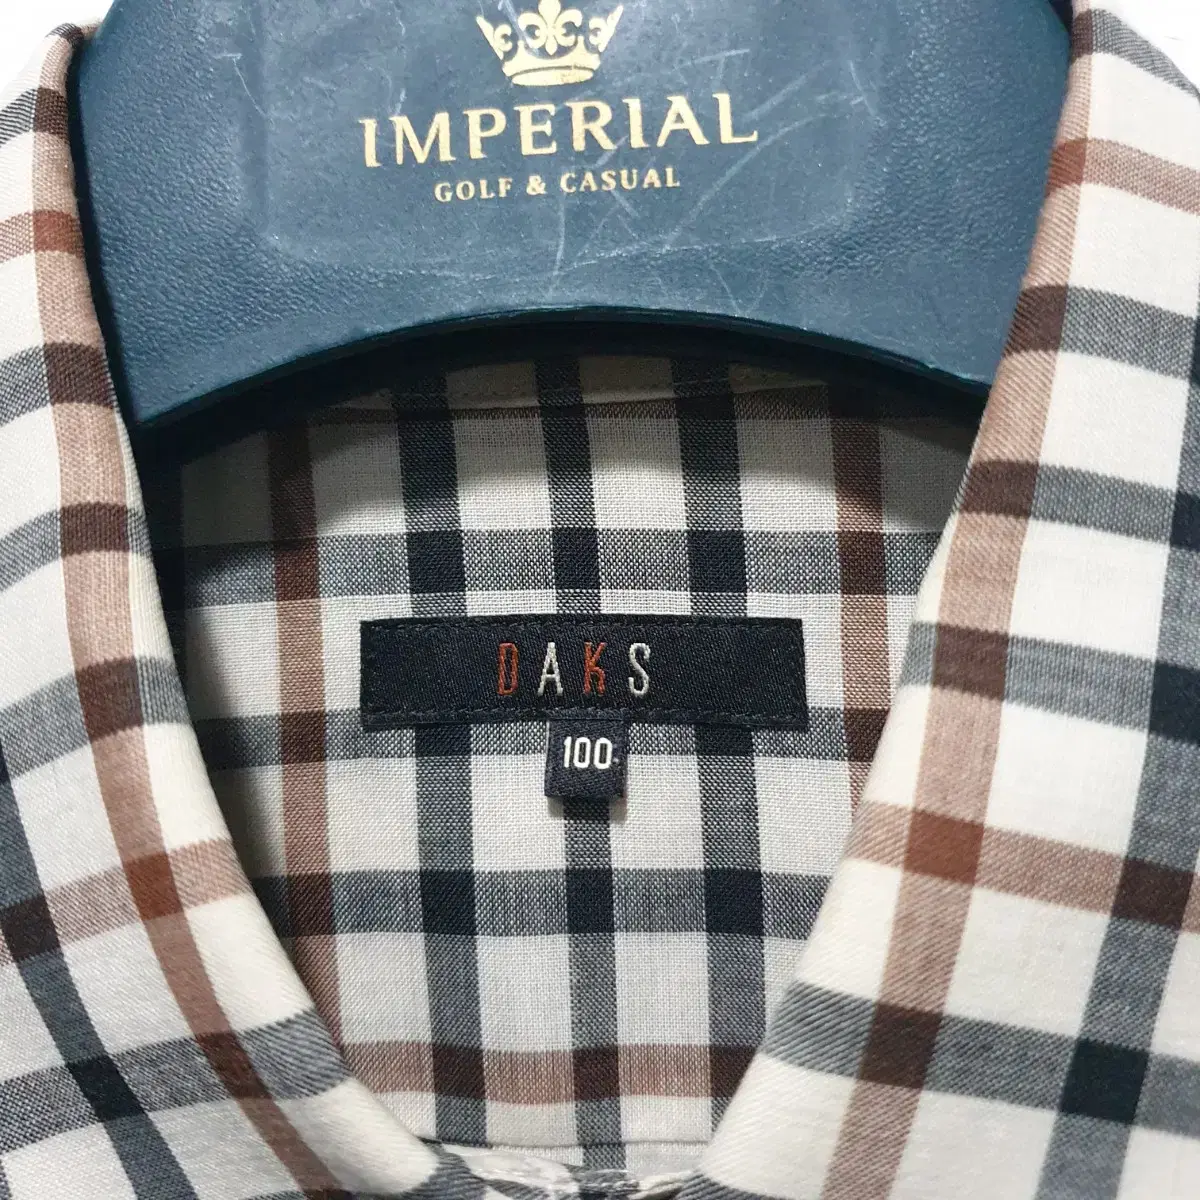 IMPERIAL
GOLF & CASUAL
DAKS
100